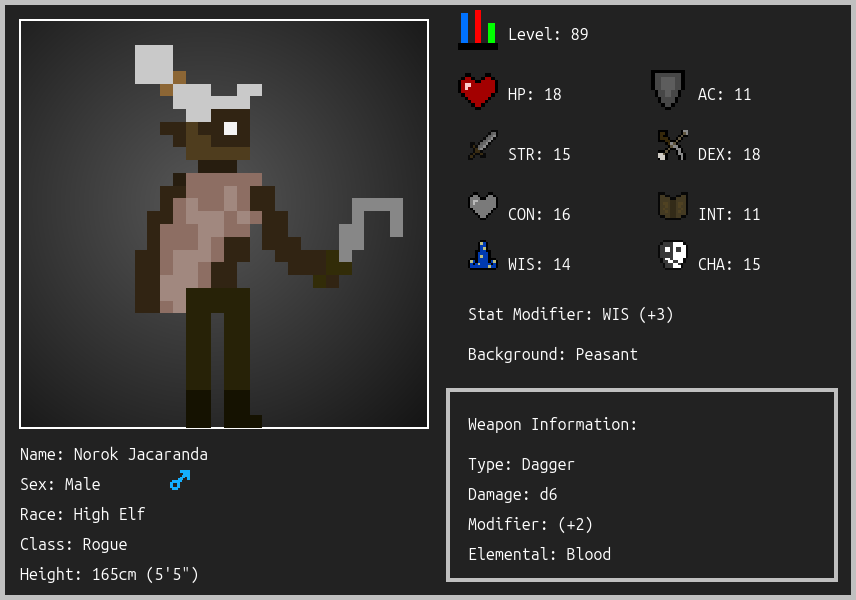 Level: 89
HP: 18
AC: 11
STR: 15
DEX: 18
CON: 16
INT: 11
WIS: 14
CHA: 15
Stat Modifier: WIS (+3)
Background: Peasant
Weapon Information:
Type: Dagger
Damage: d6
Modifier: (+2)
Elemental: Blood
Name: Norok Jacaranda
Sex: Male
Race: High Elf
Class: Rogue
Height: 165cm (5'5")